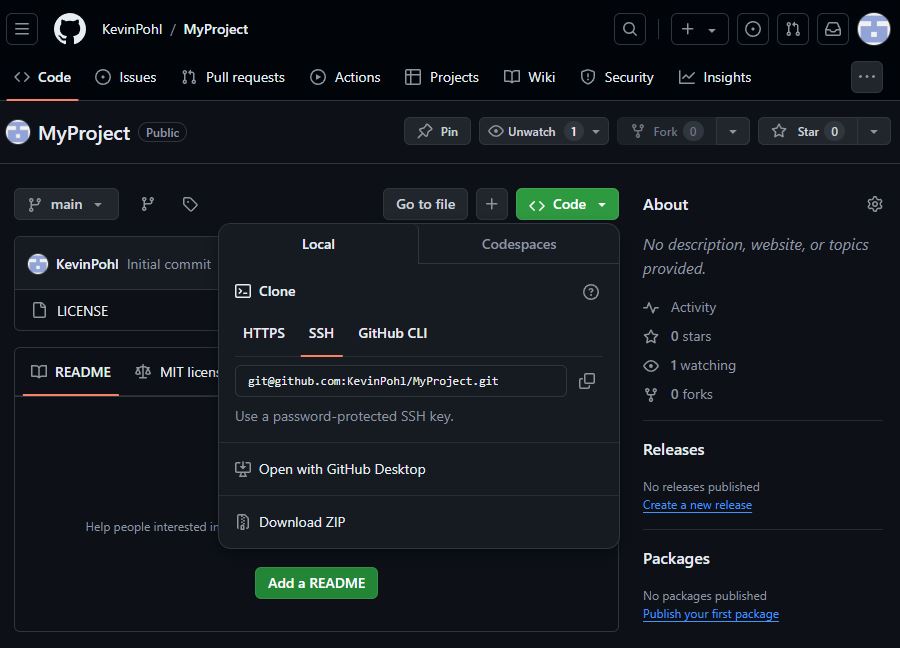 KevinPohl / MyProject
Code Issues Pull requests Actions Projects Wiki Security Insights
MyProject Public
Pin Unwatch 1 Fork 0 Star 0
main Go to file Code
Local Codespaces
KevinPohl Initial commit
Clone
LICENSE
HTTPS SSH GitHub CLI
README MIT licens
git@github.com:KevinPohl/MyProject.git
Use a password-protected SSH key.
Open with GitHub Desktop
Download ZIP
Help people interested in
Add a README
About
No description, website, or topics
provided.
Activity
0 stars
1 watching
0 forks
Releases
No releases published
Create a new release
Packages
No packages published
Publish your first package